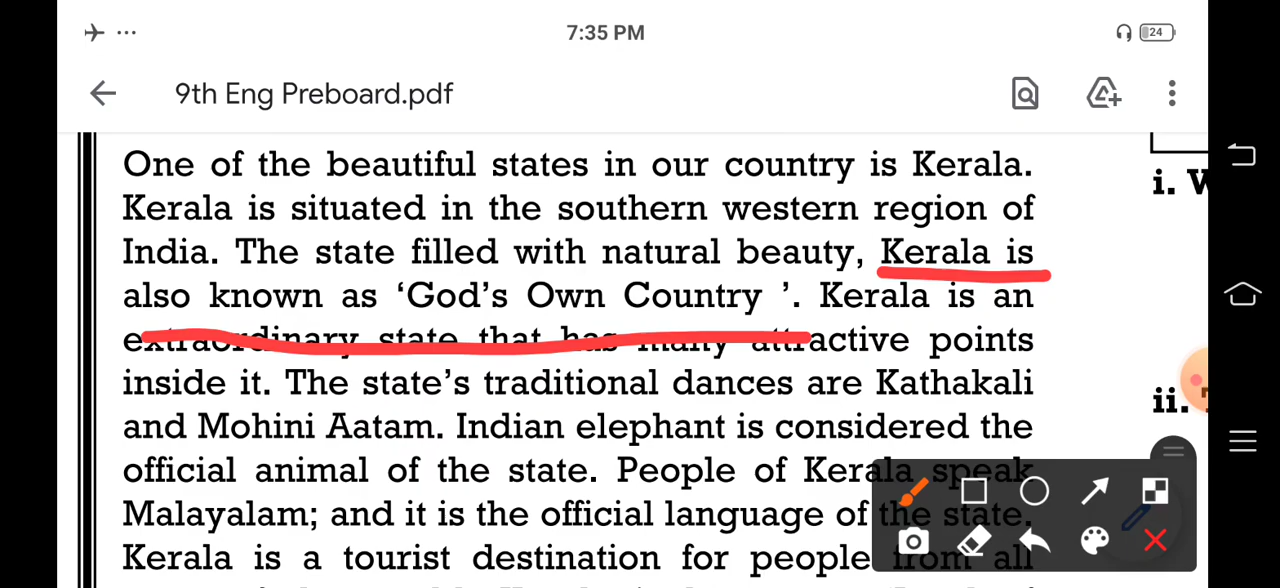 7:35 PM
24
9th Eng Preboard.pdf
One of the beautiful states in our country is Kerala.
Kerala is situated in the southern western region of
India. The state filled with natural beauty, Kerala is
also known as ‘God’s Own Country ’. Kerala is an
extraordinary state that has many attractive points
inside it. The state’s traditional dances are Kathakali
and Mohini Aatam. Indian elephant is considered the
official animal of the state. People of Kerala speak
Malayalam; and it is the official language of the state.
Kerala is a tourist destination for people from all
i. W
ii.